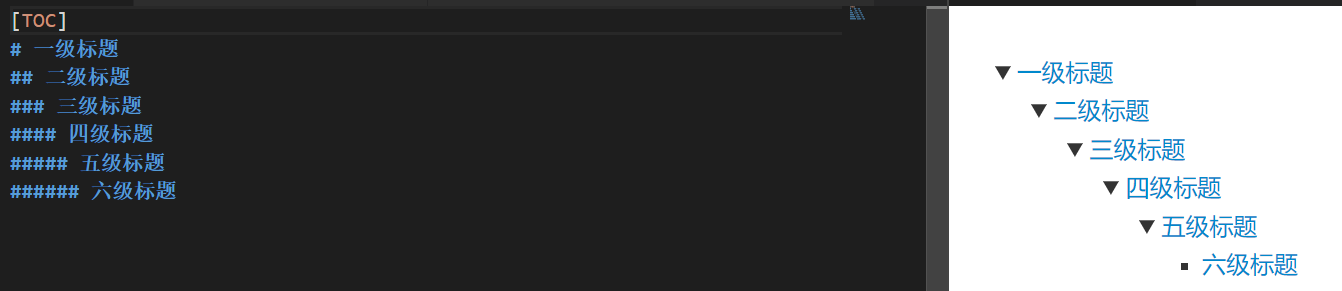 [TOC]
# 一级标题
## 二级标题
### 三级标题
#### 四级标题
##### 五级标题
###### 六级标题
一级标题
二级标题
三级标题
四级标题
五级标题
六级标题